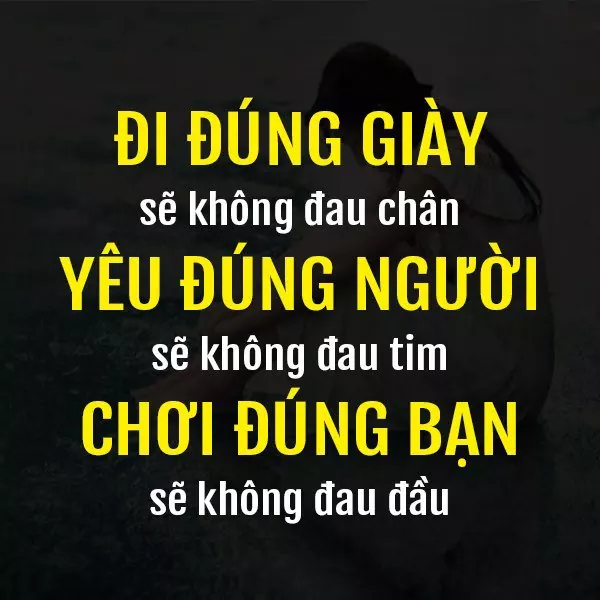 ĐI ĐÚNG GIÀY
sẽ không đau chân
YÊU ĐÚNG NGƯỜI
sẽ không đau tim
CHƠI ĐÚNG BẠN
sẽ không đau đầu